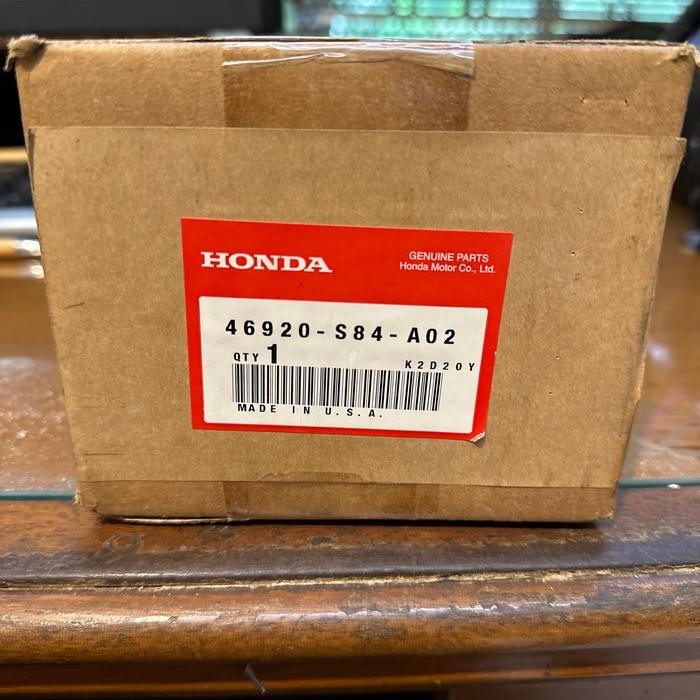 HONDA
GENUINE PARTS
Honda Motor Co., Ltd.
46920-S84-A02
QTY 1
K2D20Y
MADE IN U.S.A.